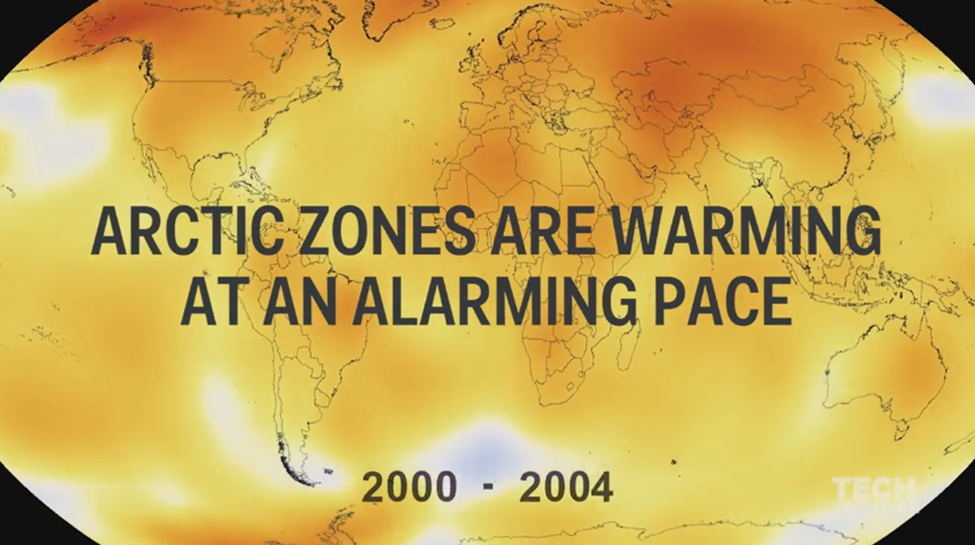 ARCTIC ZONES ARE WARMING
AT AN ALARMING PACE
2000 - 2004
TECH